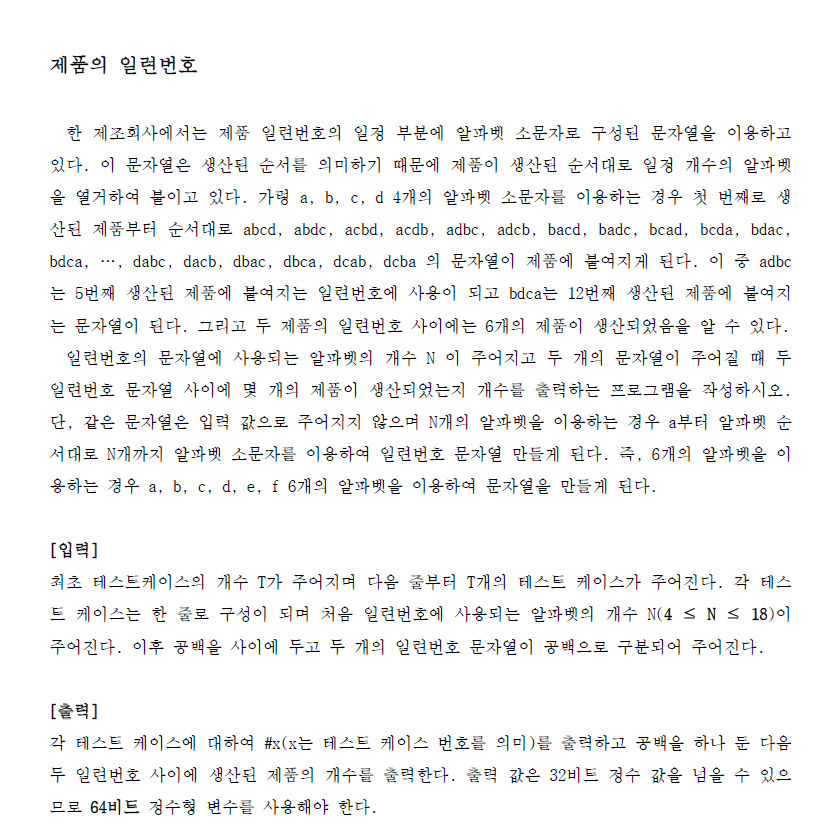 제품의 일련번호
한 제조회사에서는 제품 일련번호의 일정 부분에 알파벳 소문자로 구성된 문자열을 이용하고
있다. 이 문자열은 생산된 순서를 의미하기 때문에 제품이 생산된 순서대로 일정 개수의 알파벳
을 열거하여 붙이고 있다. 가령 a, b, c, d 4개의 알파벳 소문자를 이용하는 경우 첫 번째로 생
산된 제품부터 순서대로 abcd, abdc, acbd, acdb, adbc, adcb, bacd, badc, bcad, bcda, bdac,
bdca, …, dabc, dacb, dbac, dbca, dcab, dcba 의 문자열이 제품에 붙여지게 된다. 이 중 adbc
는 5번째 생산된 제품에 붙여지는 일련번호에 사용이 되고 bdca는 12번째 생산된 제품에 붙여지
는 문자열이 된다. 그리고 두 제품의 일련번호 사이에는 6개의 제품이 생산되었음을 알 수 있다.
일련번호의 문자열에 사용되는 알파벳의 개수 N 이 주어지고 두 개의 문자열이 주어질 때 두
일련번호 문자열 사이에 몇 개의 제품이 생산되었는지 개수를 출력하는 프로그램을 작성하시오.
단, 같은 문자열은 입력 값으로 주어지지 않으며 N개의 알파벳을 이용하는 경우 a부터 알파벳 순
서대로 N개까지 알파벳 소문자를 이용하여 일련번호 문자열 만들게 된다. 즉, 6개의 알파벳을 이
용하는 경우 a, b, c, d, e, f 6개의 알파벳을 이용하여 문자열을 만들게 된다.
[입력]
최초 테스트케이스의 개수 T가 주어지며 다음 줄부터 T개의 테스트 케이스가 주어진다. 각 테스
트 케이스는 한 줄로 구성이 되며 처음 일련번호에 사용되는 알파벳의 개수 N(4 ≤ N ≤ 18)이
주어진다. 이후 공백을 사이에 두고 두 개의 일련번호 문자열이 공백으로 구분되어 주어진다.
[출력]
각 테스트 케이스에 대하여 #x(x는 테스트 케이스 번호를 의미)를 출력하고 공백을 하나 둔 다음
두 일련번호 사이에 생산된 제품의 개수를 출력한다. 출력 값은 32비트 정수 값을 넘을 수 있으
므로 64비트 정수형 변수를 사용해야 한다.